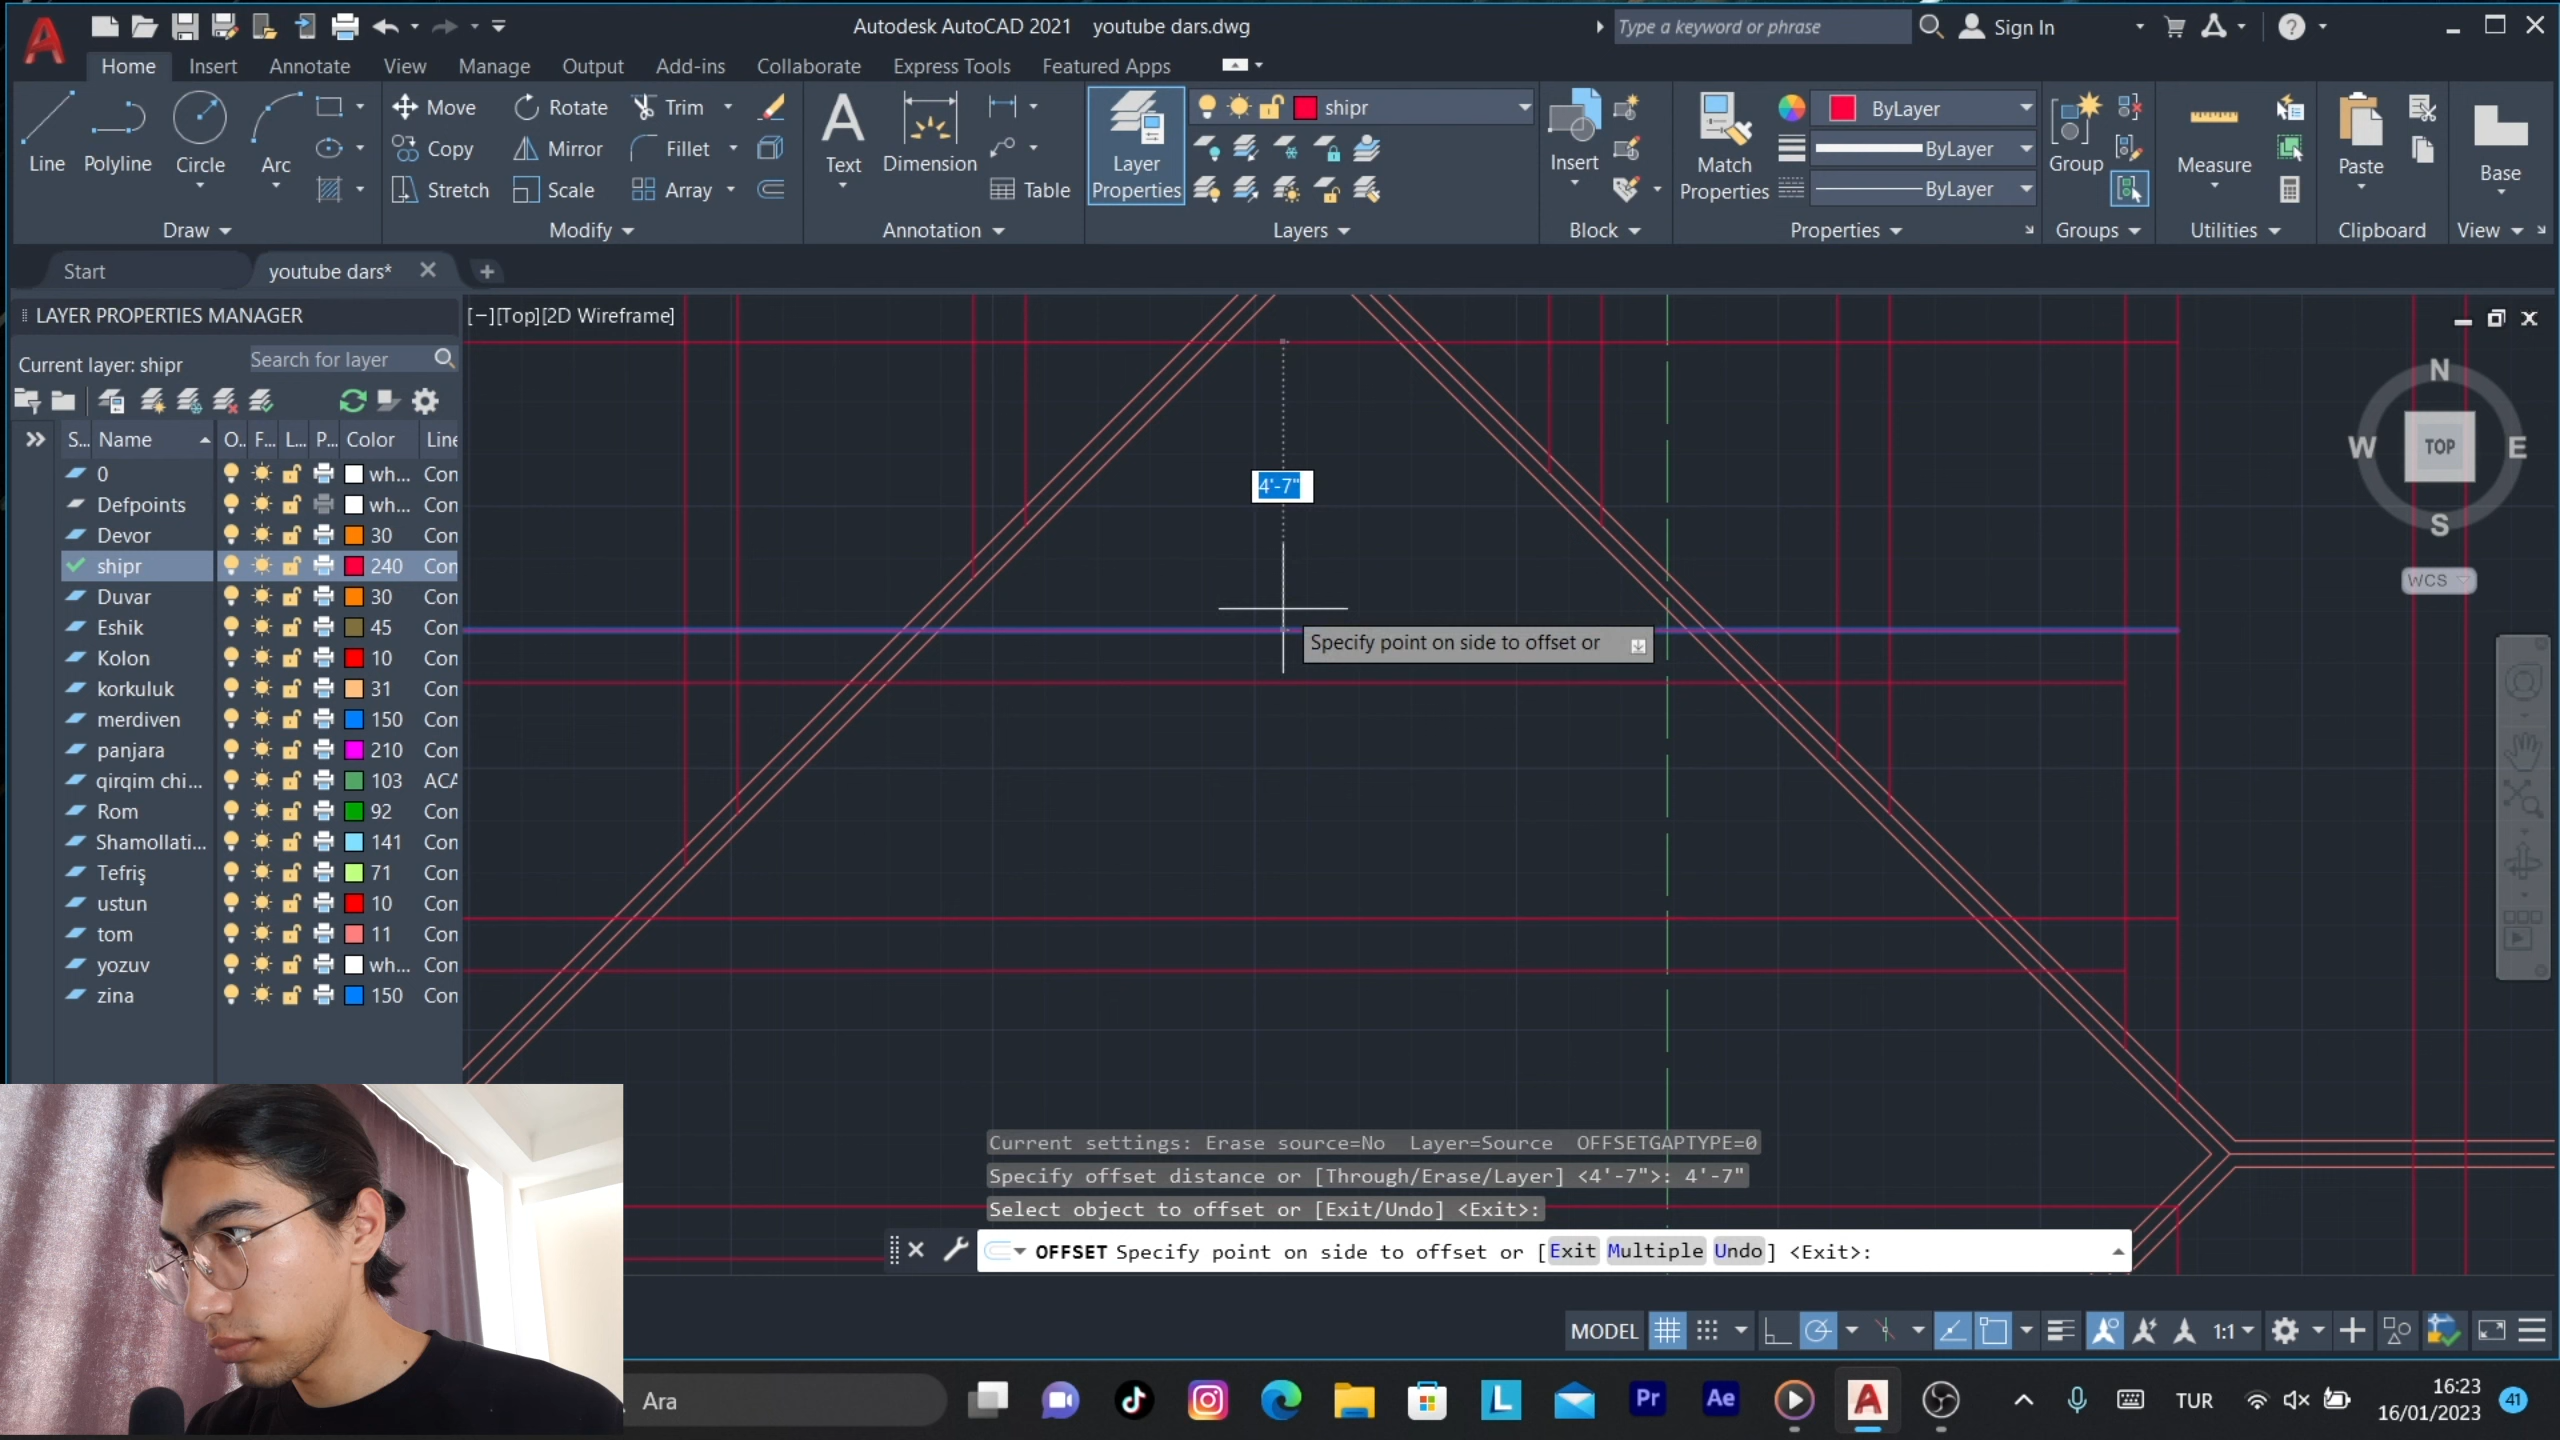 Autodesk AutoCAD 2021 youtube dars.dwg
Type a keyword or phrase
Sign In
Home Insert Annotate View Manage Output Add-ins Collaborate Express Tools Featured Apps
Line
Polyline
Circle
Arc
Draw
Move Rotate Trim
Copy Mirror Fillet
Stretch Scale Array
Modify
Text
Dimension
Table
Annotation
Layer Properties
shipr
Layers
Insert
Block
Match Properties
ByLayer
ByLayer
ByLayer
Properties
Group
Groups
Measure
Utilities
Paste
Clipboard
Base
View
Start
youtube dars*
LAYER PROPERTIES MANAGER
Current layer: shipr
Search for layer
S... Name O.. F... L... P... Color Line
0 wh... Con
Defpoints wh... Con
Devor 30 Con
shipr 240 Con
Duvar 30 Con
Eshik 45 Con
Kolon 10 Con
korkuluk 31 Con
merdiven 150 Con
panjara 210 Con
qirqim chi... 103 ACA
Rom 92 Con
Shamollati... 141 Con
Tefriş 71 Con
ustun 10 Con
tom 11 Con
yozuv wh... Con
zina 150 Con
[−][Top][2D Wireframe]
N
W TOP E
S
WCS
4'-7"
Specify point on side to offset or
Current settings: Erase source=No Layer=Source OFFSETGAPTYPE=0
Specify offset distance or [Through/Erase/Layer] <4'-7">: 4'-7"
Select object to offset or [Exit/Undo] <Exit>:
OFFSET Specify point on side to offset or [Exit Multiple Undo] <Exit>:
MODEL
1:1
Ara
L
Pr
Ae
A
TUR
16:23
16/01/2023
41